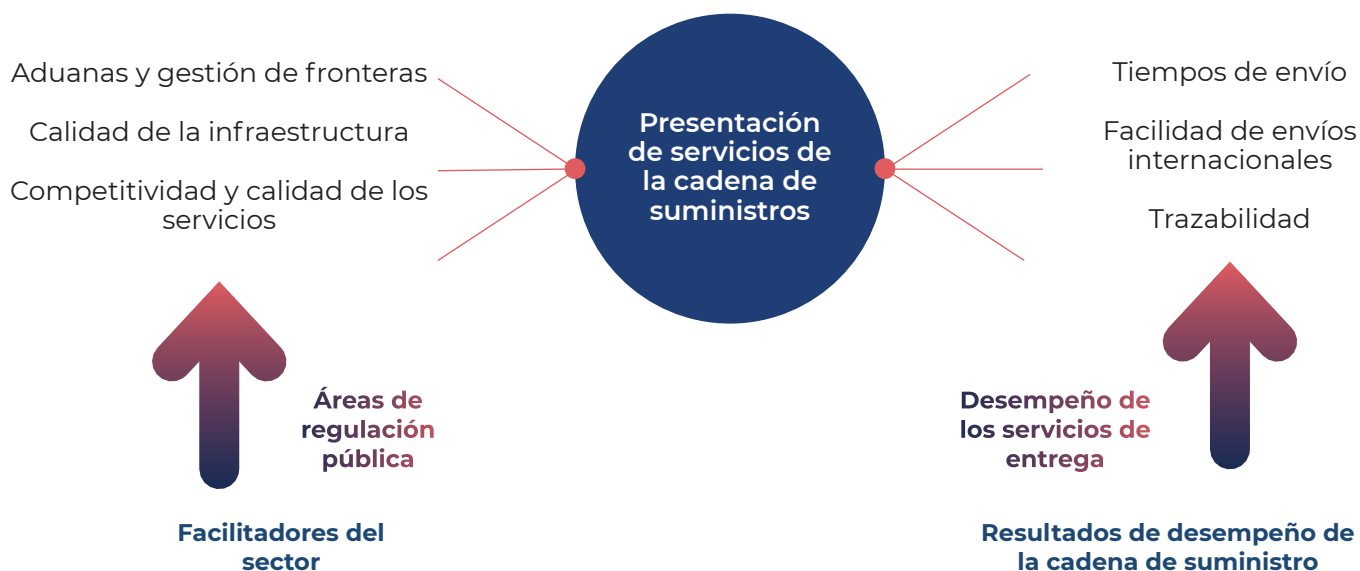 Aduanas y gestión de fronteras
Calidad de la infraestructura
Competitividad y calidad de los
servicios
Presentación
de servicios de
la cadena de
suministros
Tiempos de envío
Facilidad de envíos
internacionales
Trazabilidad
Áreas de
regulación
pública
Desempeño de
los servicios de
entrega
Facilitadores del
sector
Resultados de desempeño de
la cadena de suministro